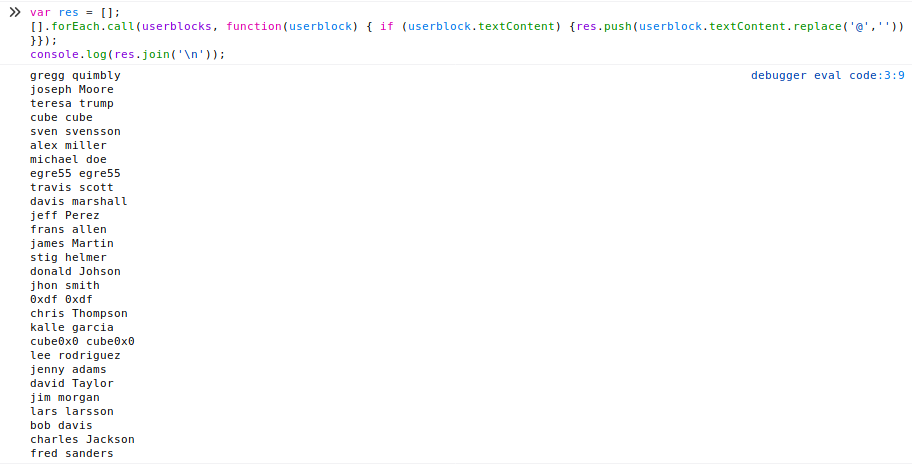 var res = [];
[].forEach.call(userblocks, function(userblock) { if (userblock.textContent) {res.push(userblock.textContent.replace('@',''))
}});
console.log(res.join('\n'));
gregg quimbly debugger eval code:3:9
joseph Moore
teresa trump
cube cube
sven svensson
alex miller
michael doe
egre55 egre55
travis scott
davis marshall
jeff Perez
frans allen
james Martin
stig helmer
donald Johson
jhon smith
0xdf 0xdf
chris Thompson
kalle garcia
cube0x0 cube0x0
lee rodriguez
jenny adams
david Taylor
jim morgan
lars larsson
bob davis
charles Jackson
fred sanders